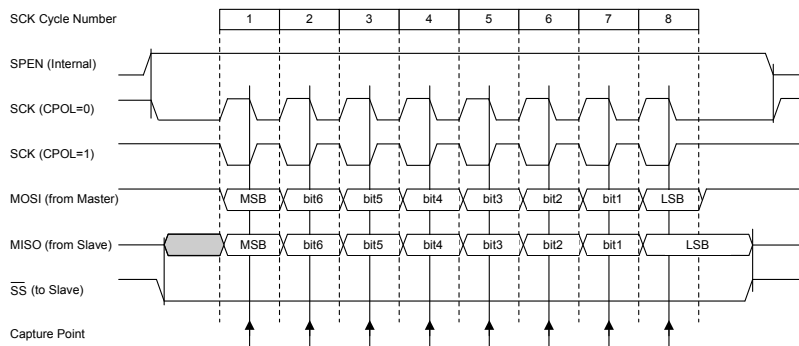 SCK Cycle Number 1 2 3 4 5 6 7 8
SPEN (Internal)
SCK (CPOL=0)
SCK (CPOL=1)
MOSI (from Master) MSB bit6 bit5 bit4 bit3 bit2 bit1 LSB
MISO (from Slave) MSB bit6 bit5 bit4 bit3 bit2 bit1 LSB
SS (to Slave)
Capture Point